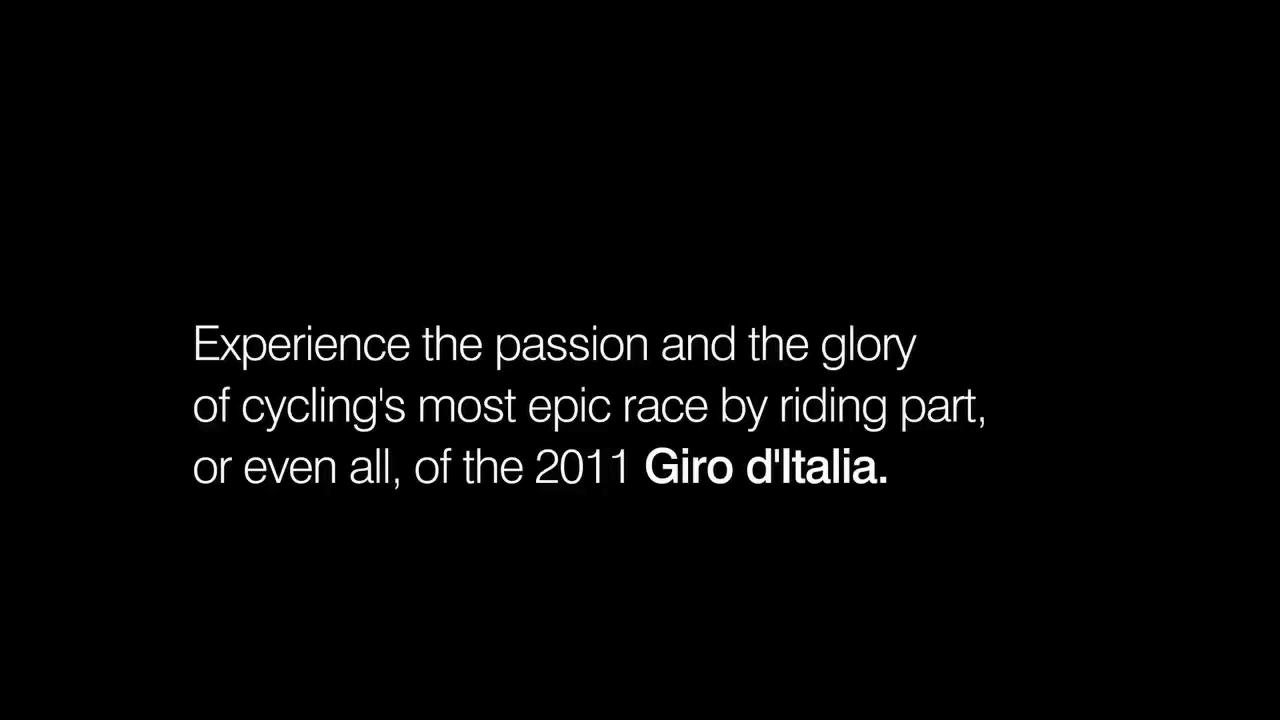 Experience the passion and the glory
of cycling's most epic race by riding part,
or even all, of the 2011 Giro d'Italia.